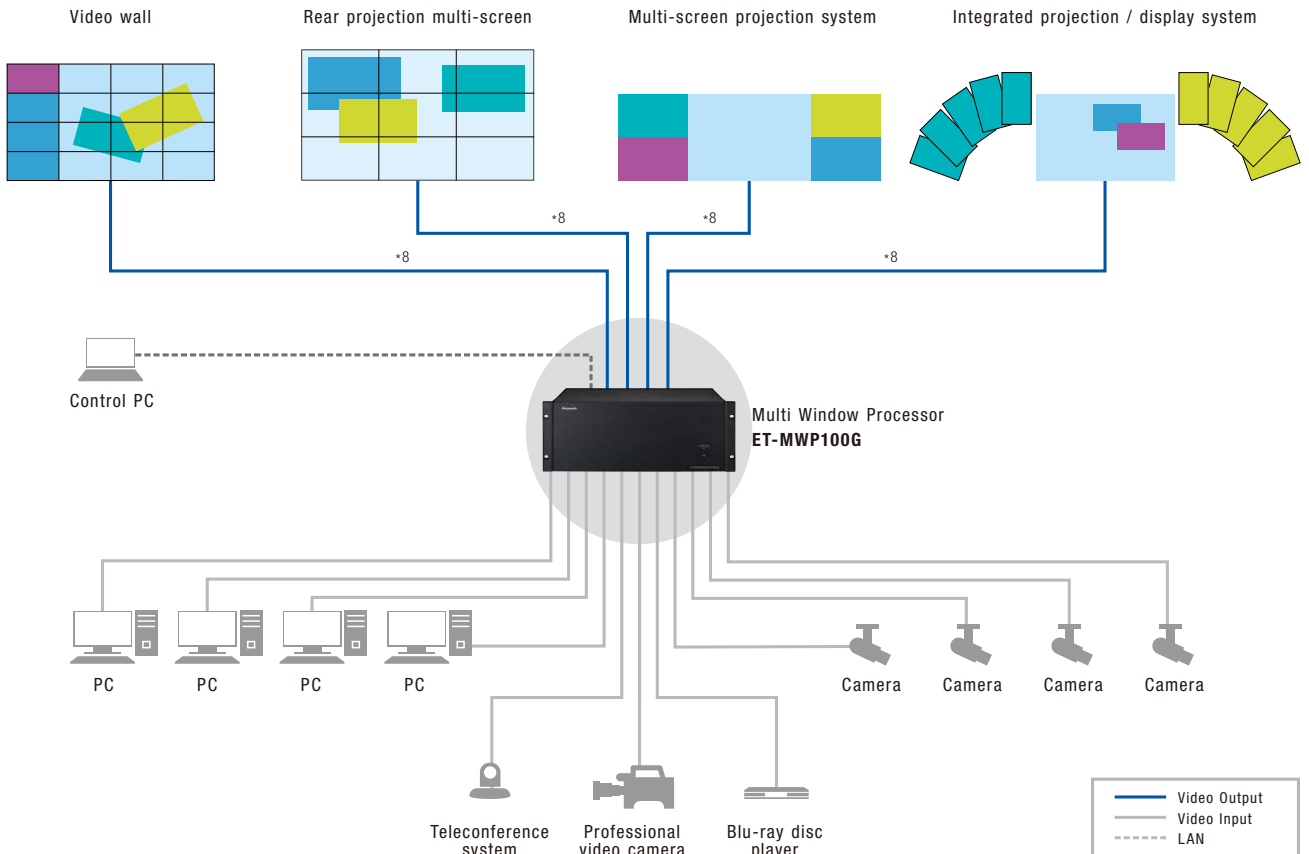 Video wall
Rear projection multi-screen
Multi-screen projection system
Integrated projection / display system
*8
*8
*8
*8
Control PC
Multi Window Processor
ET-MWP100G
PC
PC
PC
PC
Camera
Camera
Camera
Camera
Teleconference
system
Professional
video camera
Blu-ray disc
player
Video Output
Video Input
LAN